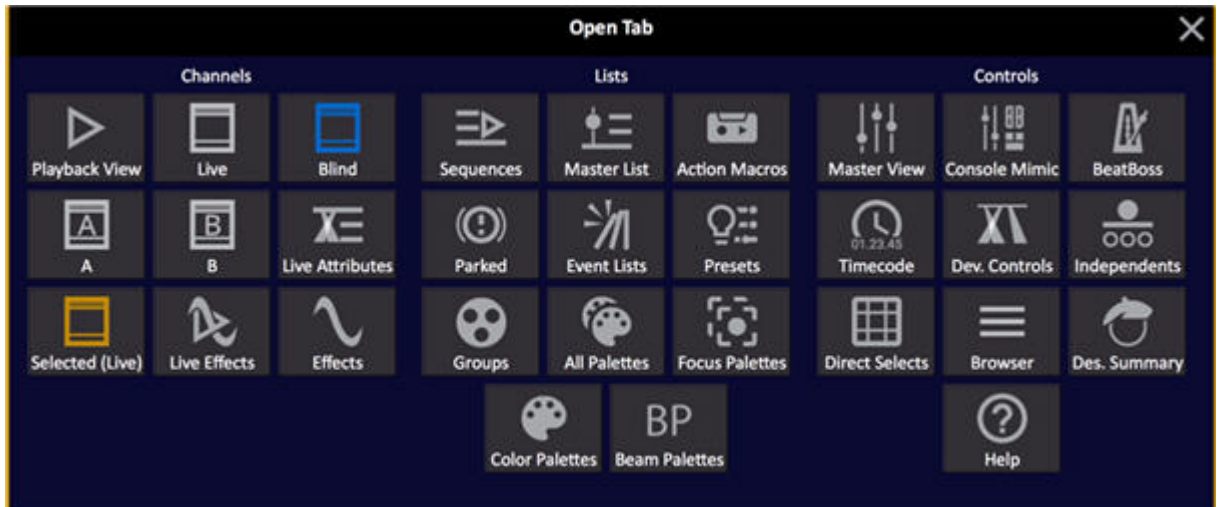 Open Tab
Channels
Lists
Controls
Playback View
Live
Blind
Sequences
Master List
Action Macros
Master View
Console Mimic
BeatBoss
A
A
B
B
Live Attributes
Parked
Event Lists
Presets
01.23.45
Timecode
Dev. Controls
Independents
Selected (Live)
Live Effects
Effects
Groups
All Palettes
Focus Palettes
Direct Selects
Browser
Des. Summary
Color Palettes
BP
Beam Palettes
?
Help